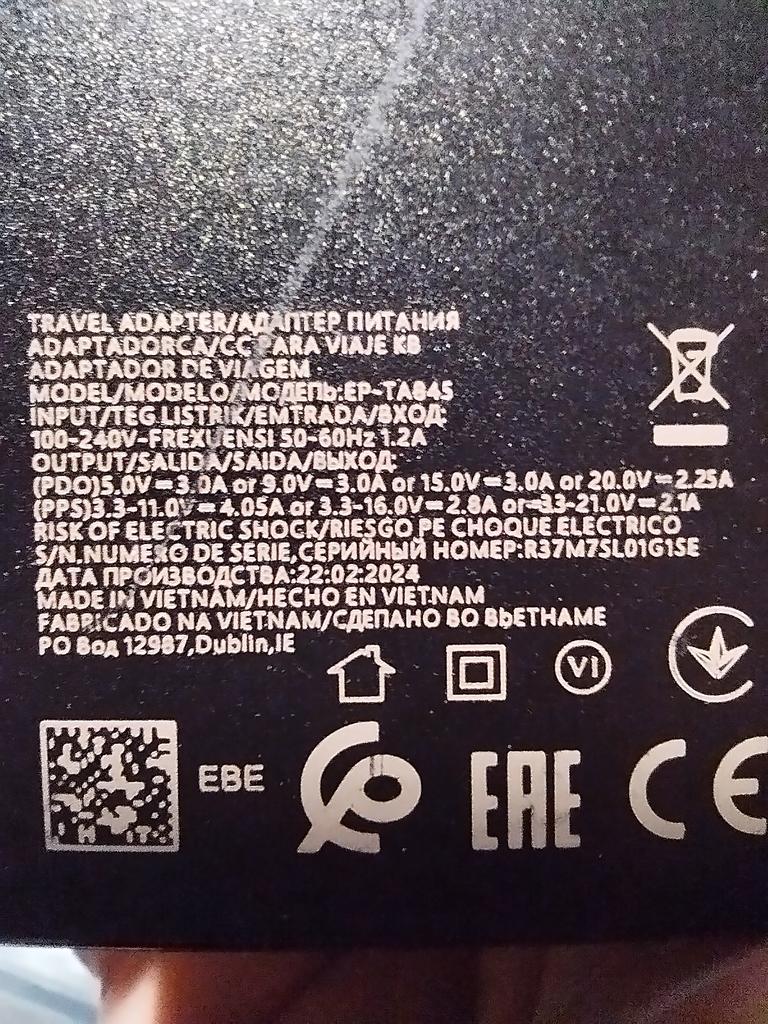 TRAVEL ADAPTER/АДАПТЕР ПИТАНИЯ
ADAPTADORCA/CC PARA VIAJE KB
ADAPTADOR DE VIAGEM
MODEL/MODELO/МОДЕПЬ:EP-TA845
INPUT/TEG LISTRIK/EMTRADA/ВХОД:
100-240V-FREXUENSI 50-60Hz 1.2A
OUTPUT/SALIDA/SAIDA/ВЫХОД:
(PDO)5.0V=3.0A or 9.0V=3.0A or 15.0V=3.0A or 20.0V=2.25A
(PPS)3.3-11.0V=4.05A or 3.3-16.0V=2.8A or 3.3-21.0V=2.1A
RISK OF ELECTRIC SHOCK/RIESGO PE CHOQUE ELECTRICO
S/N.NUMEXO DE SERIE,СЕРИЙНЫЙ НОМЕР:R37M7SL01G1SE
ДАТА ПРОИЗВОДСТВА:22:02:2024
MADE IN VIETNAM/HECHO EN VIETNAM
FABRICADO NA VIETNAM/СДЕПАНО ВО ВЬЕТНАМЕ
PO Вод 12987,Dublin,IE
VI
EBE
EAC
CE